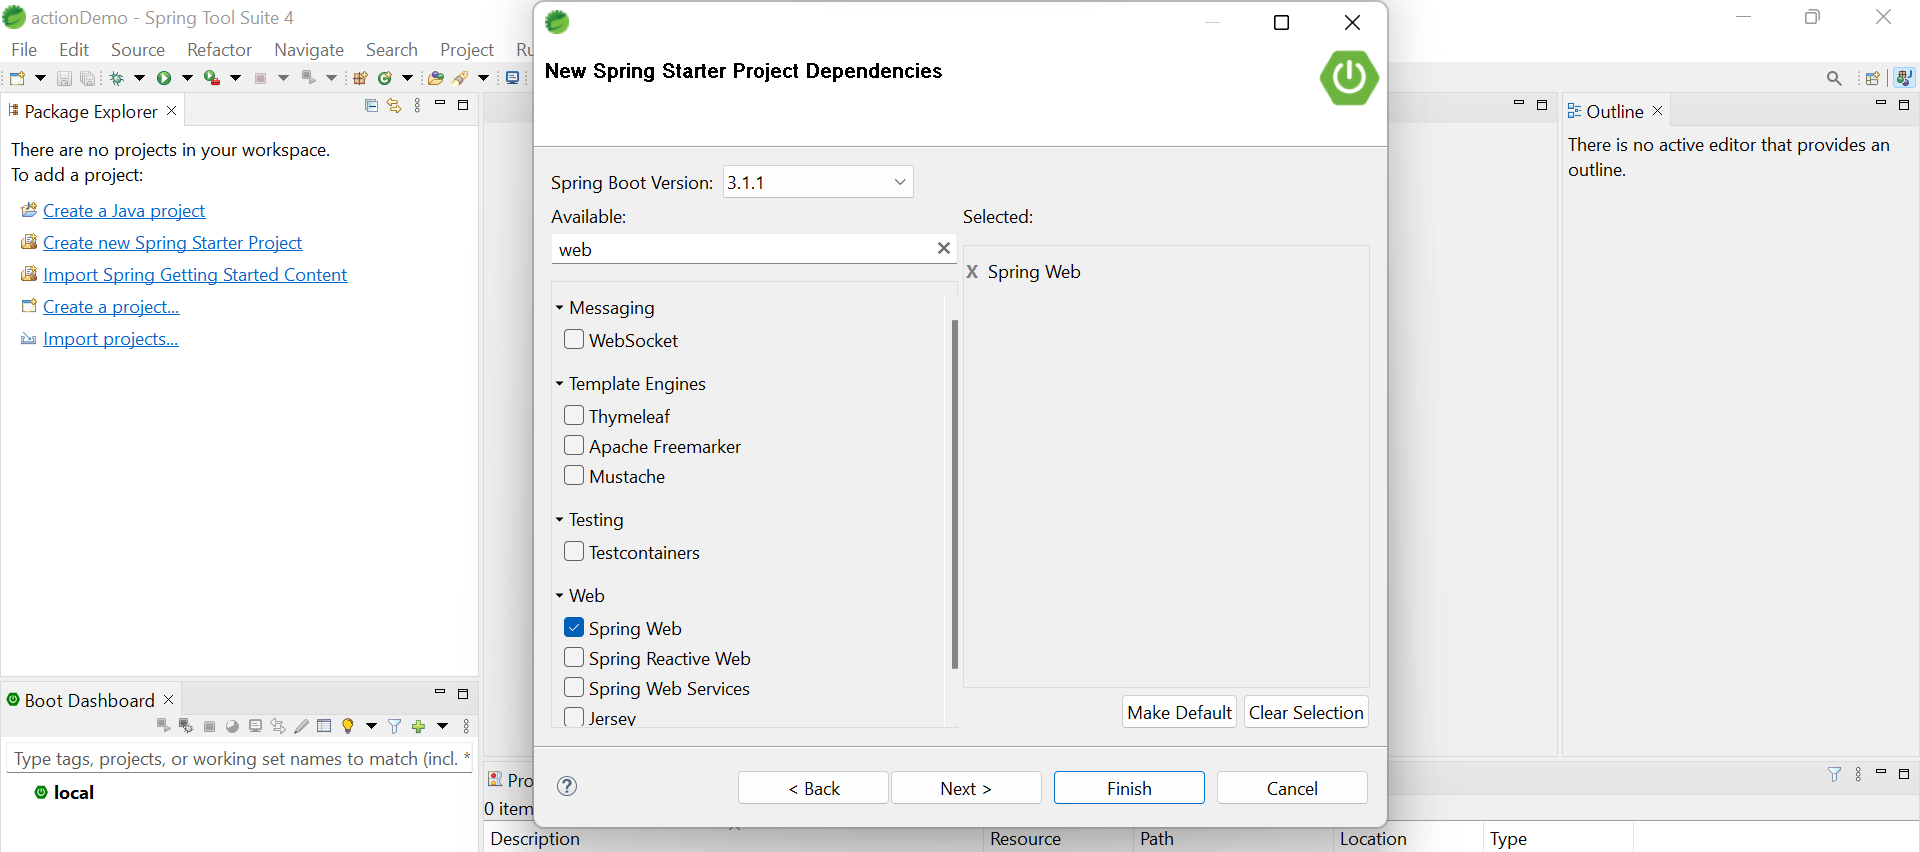 actionDemo - Spring Tool Suite 4
File Edit Source Refactor Navigate Search Project Ru
Package Explorer
There are no projects in your workspace.
To add a project:
Create a Java project
Create new Spring Starter Project
Import Spring Getting Started Content
Create a project...
Import projects...
Boot Dashboard
Type tags, projects, or working set names to match (incl. *
local
New Spring Starter Project Dependencies
Spring Boot Version: 3.1.1
Available:
web
Messaging
WebSocket
Template Engines
Thymeleaf
Apache Freemarker
Mustache
Testing
Testcontainers
Web
Spring Web
Spring Reactive Web
Spring Web Services
Jersey
Selected:
X Spring Web
Make Default Clear Selection
< Back Next > Finish Cancel
Outline
There is no active editor that provides an
outline.
Pro
0 item
Description Resource Path Location Type